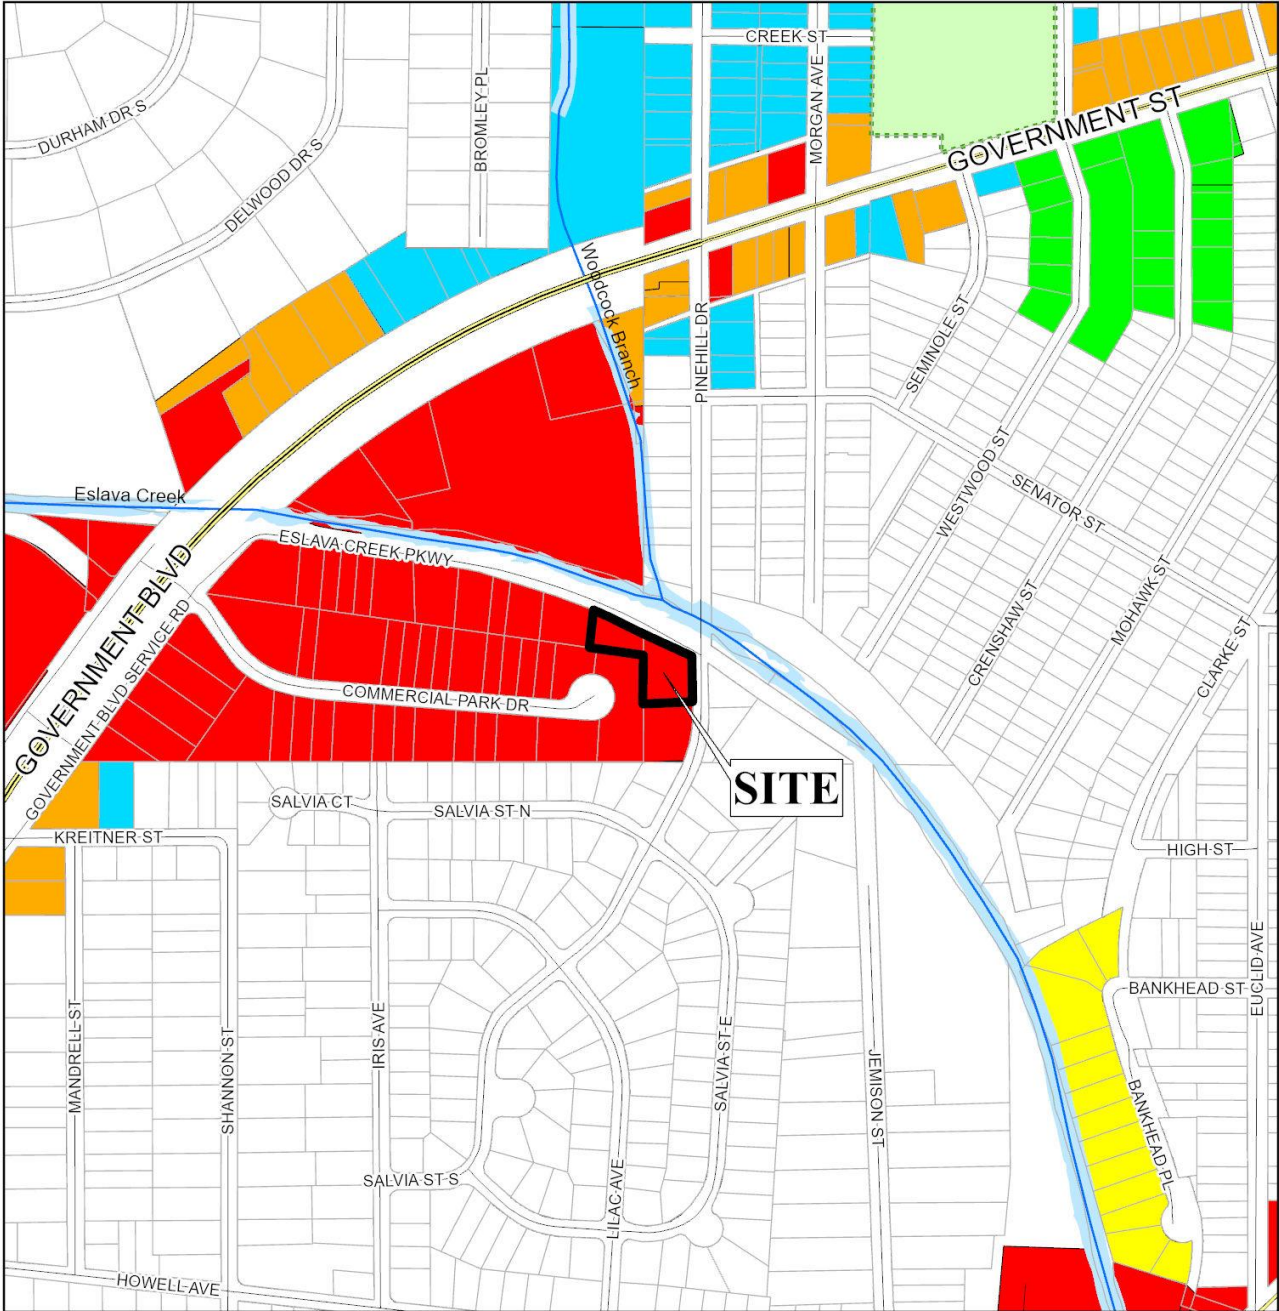 CREEK ST
DURHAM DR S
DELWOOD DR S
BROMLEY PL
MORGAN AVE
GOVERNMENT ST
Woodcock Branch
PINEHILL DR
SEMINOLE ST
WESTWOOD ST
SENATOR ST
CRENSHAW ST
MOHAWK ST
CLARKE ST
Eslava Creek
ESLAVA CREEK PKWY
GOVERNMENT BLVD
GOVERNMENT BLVD SERVICE RD
COMMERCIAL PARK DR
SITE
SALVIA CT
SALVIA ST N
KREITNER ST
HIGH ST
EUCLID AVE
BANKHEAD ST
BANKHEAD PL
MANDRELL ST
SHANNON ST
IRIS AVE
SALVIA ST E
JEMISON ST
SALVIA ST S
LILAC AVE
HOWELL AVE